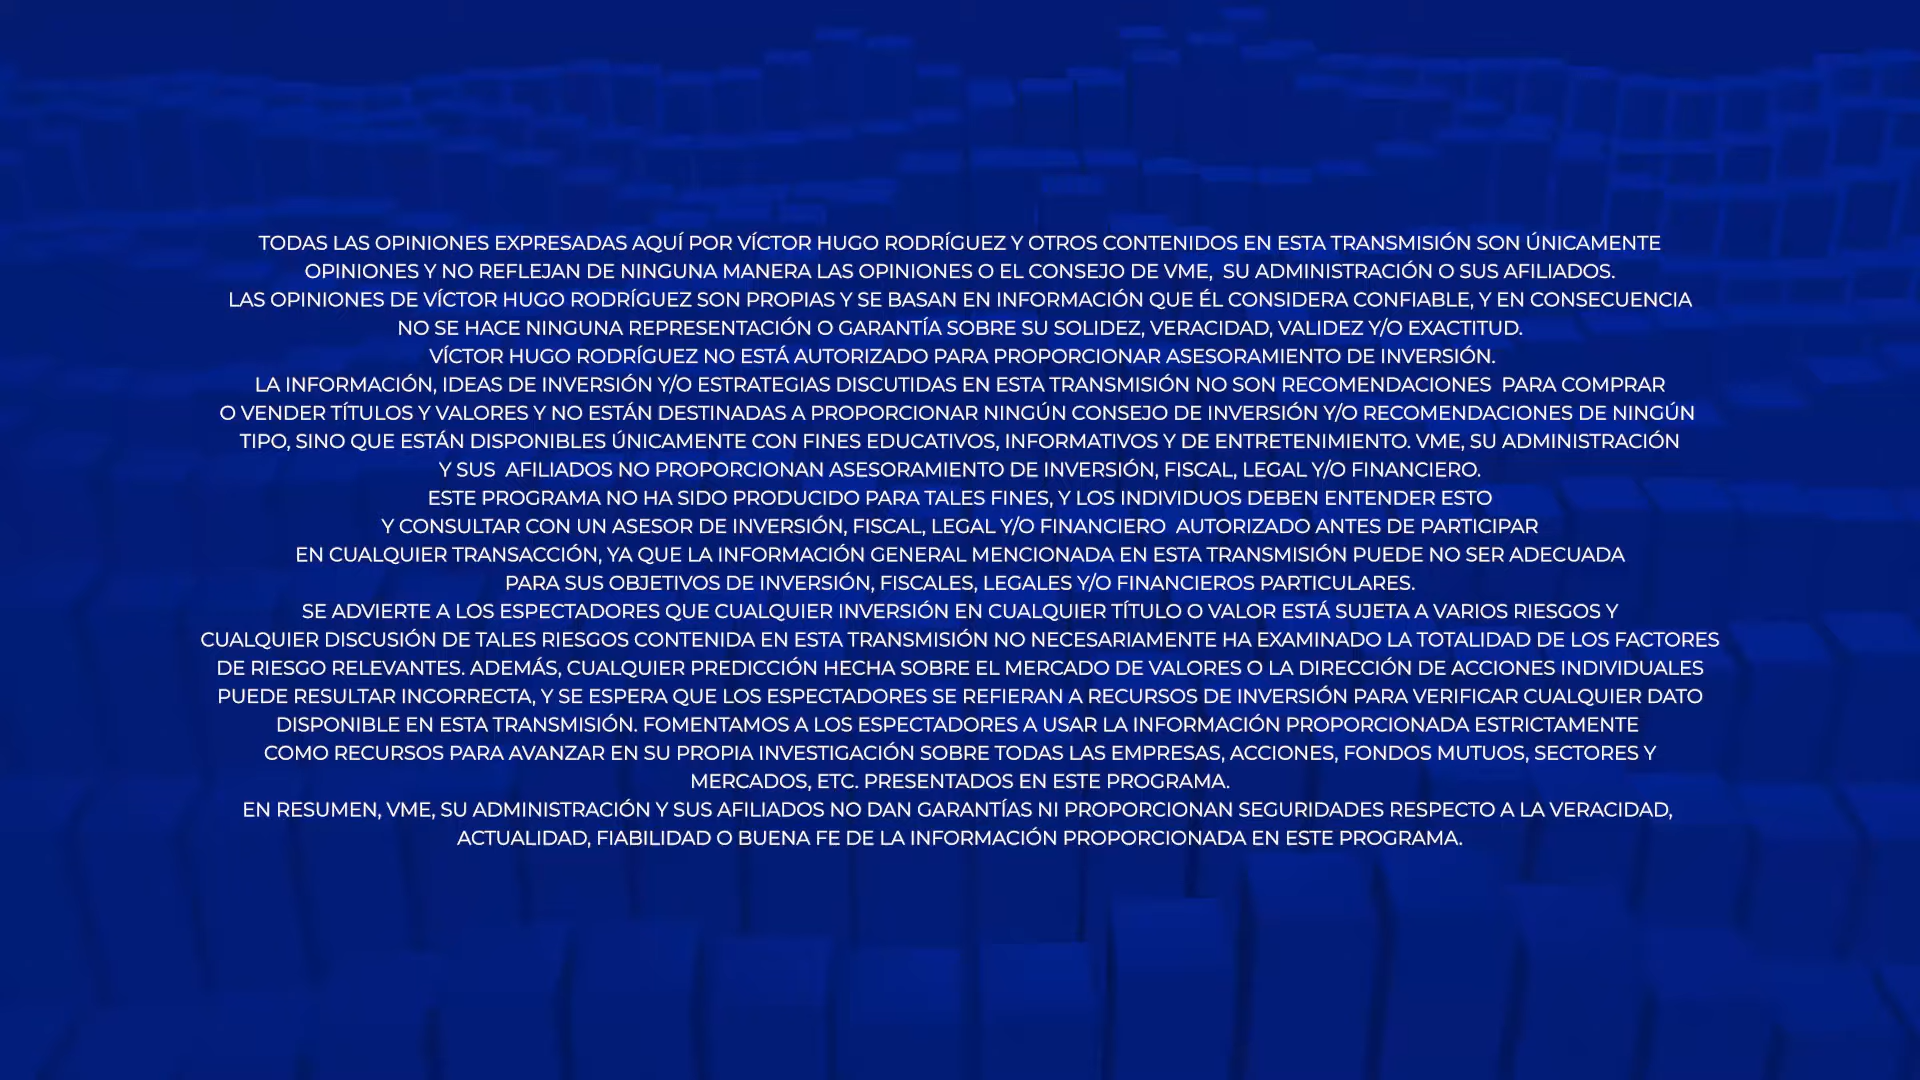 TODAS LAS OPINIONES EXPRESADAS AQUÍ POR VÍCTOR HUGO RODRÍGUEZ Y OTROS CONTENIDOS EN ESTA TRANSMISIÓN SON ÚNICAMENTE
OPINIONES Y NO REFLEJAN DE NINGUNA MANERA LAS OPINIONES O EL CONSEJO DE VME,  SU ADMINISTRACIÓN O SUS AFILIADOS.
LAS OPINIONES DE VÍCTOR HUGO RODRÍGUEZ SON PROPIAS Y SE BASAN EN INFORMACIÓN QUE ÉL CONSIDERA CONFIABLE, Y EN CONSECUENCIA
NO SE HACE NINGUNA REPRESENTACIÓN O GARANTÍA SOBRE SU SOLIDEZ, VERACIDAD, VALIDEZ Y/O EXACTITUD.
VÍCTOR HUGO RODRÍGUEZ NO ESTÁ AUTORIZADO PARA PROPORCIONAR ASESORAMIENTO DE INVERSIÓN.
LA INFORMACIÓN, IDEAS DE INVERSIÓN Y/O ESTRATEGIAS DISCUTIDAS EN ESTA TRANSMISIÓN NO SON RECOMENDACIONES  PARA COMPRAR
O VENDER TÍTULOS Y VALORES Y NO ESTÁN DESTINADAS A PROPORCIONAR NINGÚN CONSEJO DE INVERSIÓN Y/O RECOMENDACIONES DE NINGÚN
TIPO, SINO QUE ESTÁN DISPONIBLES ÚNICAMENTE CON FINES EDUCATIVOS, INFORMATIVOS Y DE ENTRETENIMIENTO. VME, SU ADMINISTRACIÓN
Y SUS  AFILIADOS NO PROPORCIONAN ASESORAMIENTO DE INVERSIÓN, FISCAL, LEGAL Y/O FINANCIERO.
ESTE PROGRAMA NO HA SIDO PRODUCIDO PARA TALES FINES, Y LOS INDIVIDUOS DEBEN ENTENDER ESTO
Y CONSULTAR CON UN ASESOR DE INVERSIÓN, FISCAL, LEGAL Y/O FINANCIERO  AUTORIZADO ANTES DE PARTICIPAR
EN CUALQUIER TRANSACCIÓN, YA QUE LA INFORMACIÓN GENERAL MENCIONADA EN ESTA TRANSMISIÓN PUEDE NO SER ADECUADA
PARA SUS OBJETIVOS DE INVERSIÓN, FISCALES, LEGALES Y/O FINANCIEROS PARTICULARES.
SE ADVIERTE A LOS ESPECTADORES QUE CUALQUIER INVERSIÓN EN CUALQUIER TÍTULO O VALOR ESTÁ SUJETA A VARIOS RIESGOS Y
CUALQUIER DISCUSIÓN DE TALES RIESGOS CONTENIDA EN ESTA TRANSMISIÓN NO NECESARIAMENTE HA EXAMINADO LA TOTALIDAD DE LOS FACTORES
DE RIESGO RELEVANTES. ADEMÁS, CUALQUIER PREDICCIÓN HECHA SOBRE EL MERCADO DE VALORES O LA DIRECCIÓN DE ACCIONES INDIVIDUALES
PUEDE RESULTAR INCORRECTA, Y SE ESPERA QUE LOS ESPECTADORES SE REFIERAN A RECURSOS DE INVERSIÓN PARA VERIFICAR CUALQUIER DATO
DISPONIBLE EN ESTA TRANSMISIÓN. FOMENTAMOS A LOS ESPECTADORES A USAR LA INFORMACIÓN PROPORCIONADA ESTRICTAMENTE
COMO RECURSOS PARA AVANZAR EN SU PROPIA INVESTIGACIÓN SOBRE TODAS LAS EMPRESAS, ACCIONES, FONDOS MUTUOS, SECTORES Y
MERCADOS, ETC. PRESENTADOS EN ESTE PROGRAMA.
EN RESUMEN, VME, SU ADMINISTRACIÓN Y SUS AFILIADOS NO DAN GARANTÍAS NI PROPORCIONAN SEGURIDADES RESPECTO A LA VERACIDAD,
ACTUALIDAD, FIABILIDAD O BUENA FE DE LA INFORMACIÓN PROPORCIONADA EN ESTE PROGRAMA.